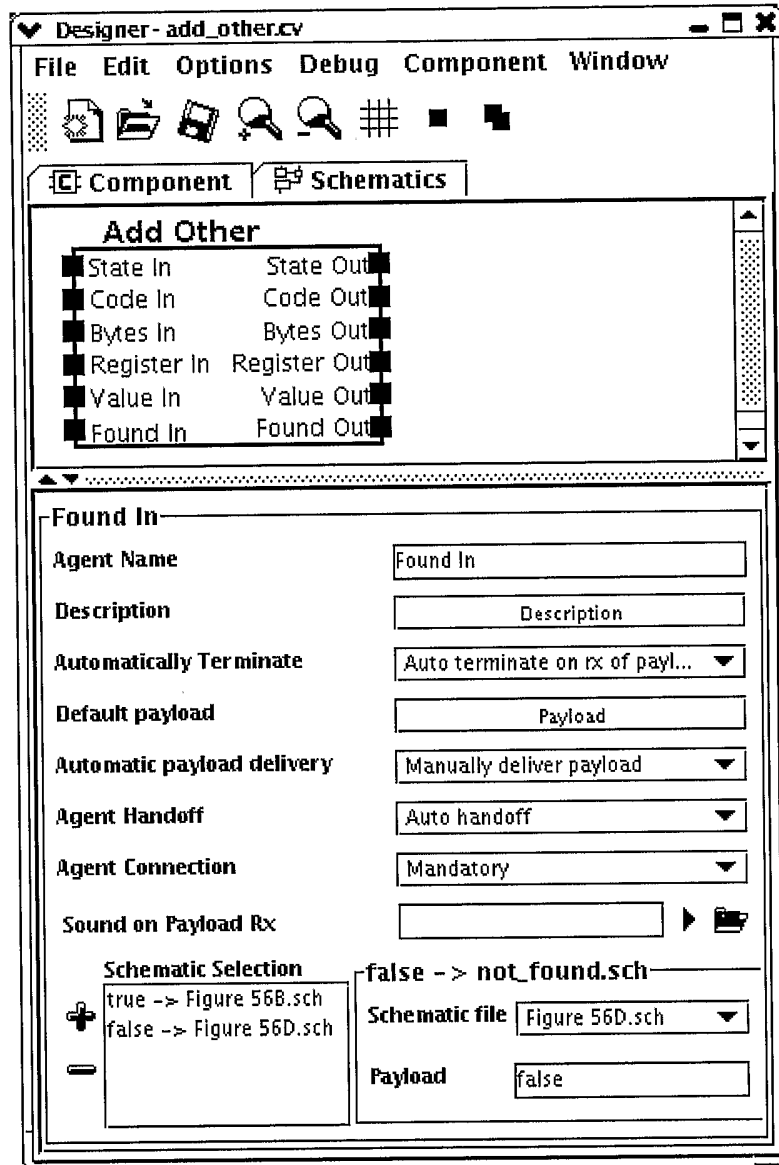 Designer - add_other.cv
File Edit Options Debug Component Window
C Component Schematics
Add Other
State In State Out
Code In Code Out
Bytes In Bytes Out
Register In Register Out
Value In Value Out
Found In Found Out
Found In
Agent Name Found In
Description Description
Automatically Terminate Auto terminate on rx of payl...
Default payload Payload
Automatic payload delivery Manually deliver payload
Agent Handoff Auto handoff
Agent Connection Mandatory
Sound on Payload Rx
Schematic Selection
true -> Figure 56B.sch
false -> Figure 56D.sch
false -> not_found.sch
Schematic file Figure 56D.sch
Payload false